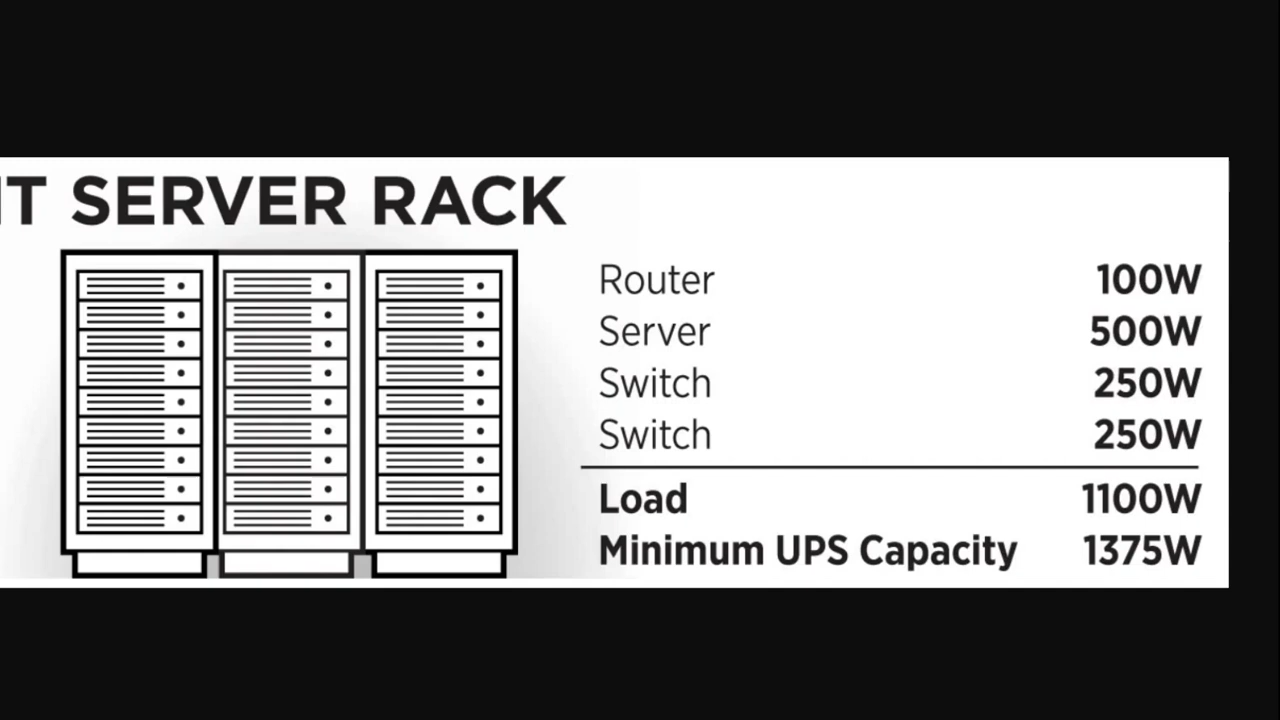 IT SERVER RACK
Router 100W
Server 500W
Switch 250W
Switch 250W
Load 1100W
Minimum UPS Capacity 1375W